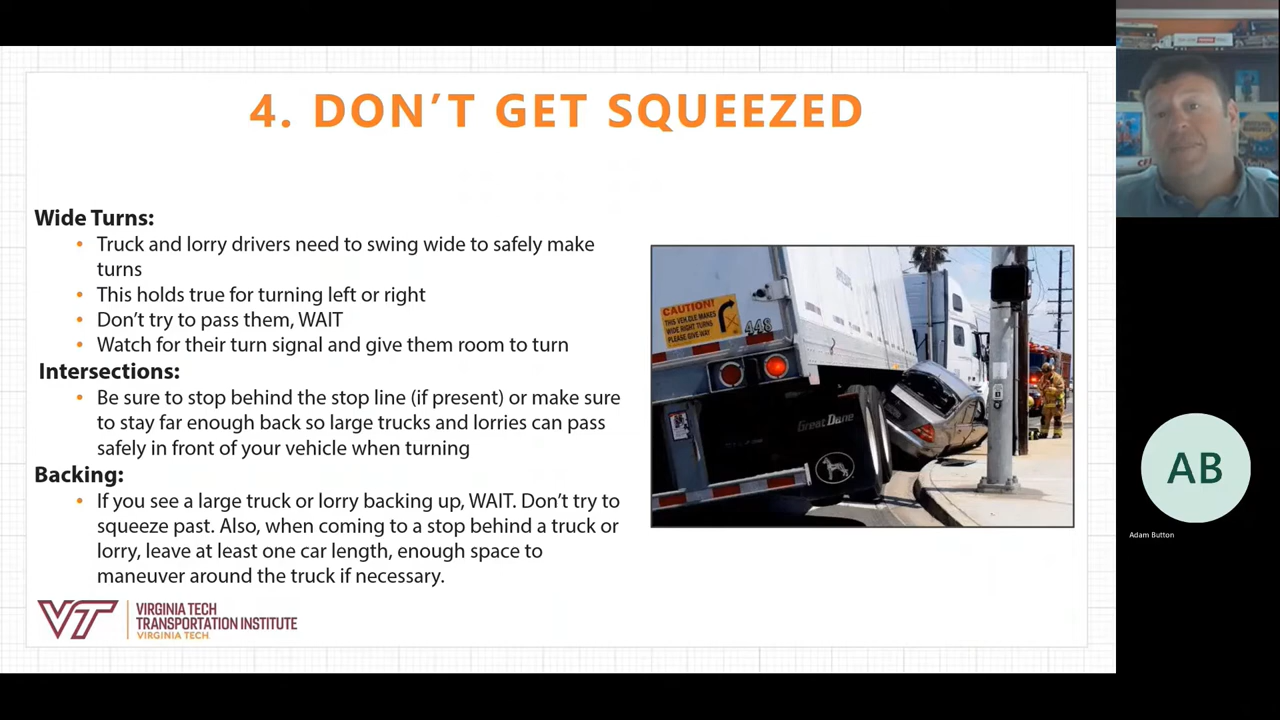 4. DON’T GET SQUEEZED
Wide Turns:
• Truck and lorry drivers need to swing wide to safely make
turns
• This holds true for turning left or right
• Don’t try to pass them, WAIT
• Watch for their turn signal and give them room to turn
Intersections:
• Be sure to stop behind the stop line (if present) or make sure
to stay far enough back so large trucks and lorries can pass
safely in front of your vehicle when turning
Backing:
• If you see a large truck or lorry backing up, WAIT. Don’t try to
squeeze past. Also, when coming to a stop behind a truck or
lorry, leave at least one car length, enough space to
maneuver around the truck if necessary.
VT
VIRGINIA TECH
TRANSPORTATION INSTITUTE
VIRGINIA TECH
CAUTION!
THIS VEHICLE MAKES
WIDE RIGHT TURNS
PLEASE GIVE WAY
448
Great Dane
AB
Adam Button